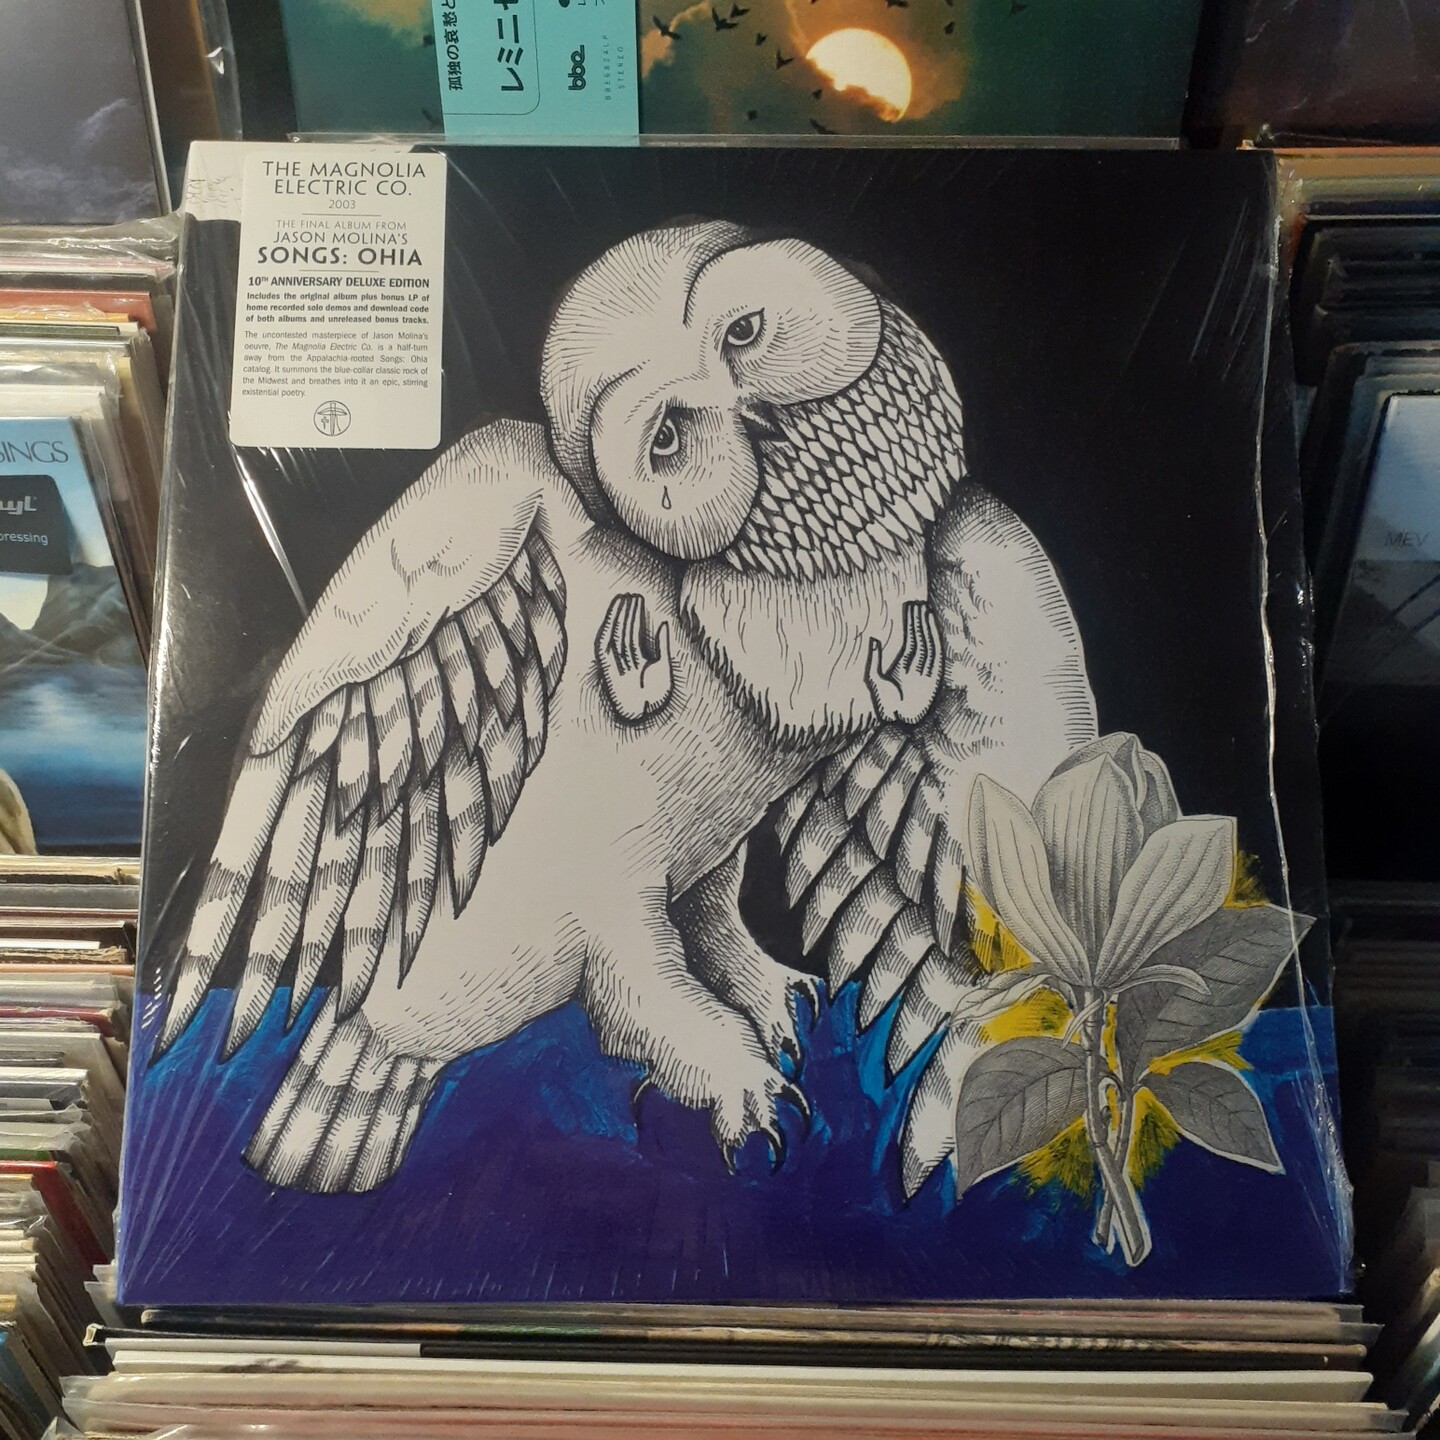 孤独の哀愁と
レミニセ
bbe
BBE682ALP
STEREO
THE MAGNOLIA
ELECTRIC CO.
2003
THE FINAL ALBUM FROM
JASON MOLINA'S
SONGS: OHIA
10TH ANNIVERSARY DELUXE EDITION
Includes the original album plus bonus LP of
home recorded solo demos and download code
of both albums and unreleased bonus tracks.
The uncontested masterpiece of Jason Molina's
oeuvre, The Magnolia Electric Co. is a half-turn
away from the Appalachia-rooted Songs: Ohia
catalog. It summons the blue-collar classic rock of
the Midwest and breathes into it an epic, stirring
existential poetry.
SINGS
pressing
MEV